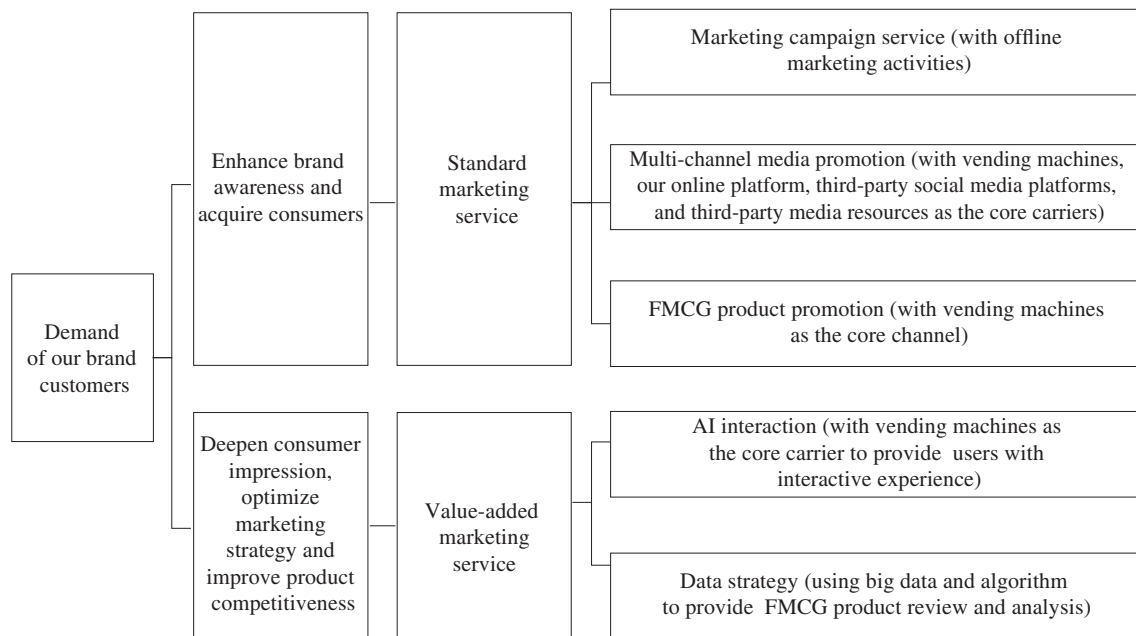 Demand
of our brand
customers
Enhance brand
awareness and
acquire consumers
Standard
marketing
service
Marketing campaign service (with offline
marketing activities)
Multi-channel media promotion (with vending machines,
our online platform, third-party social media platforms,
and third-party media resources as the core carriers)
FMCG product promotion (with vending machines
as the core channel)
Deepen consumer
impression,
optimize
marketing
strategy and
improve product
competitiveness
Value-added
marketing
service
AI interaction (with vending machines as
the core carrier to provide users with
interactive experience)
Data strategy (using big data and algorithm
to provide FMCG product review and analysis)